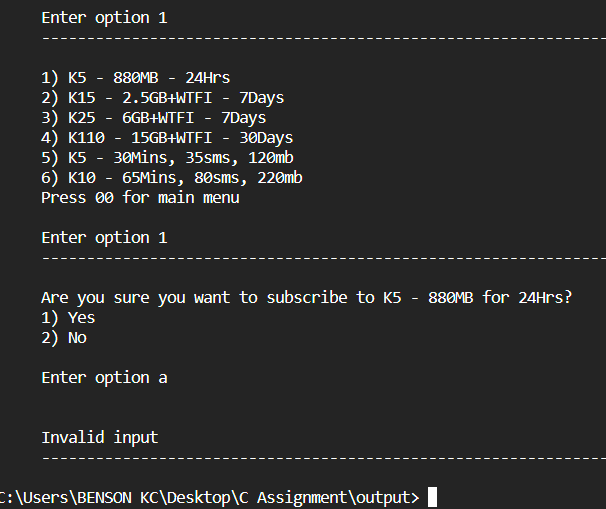 Enter option 1
--------------------------------------------------------------
1) K5 - 880MB - 24Hrs
2) K15 - 2.5GB+WTFI - 7Days
3) K25 - 6GB+WTFI - 7Days
4) K110 - 15GB+WTFI - 30Days
5) K5 - 30Mins, 35sms, 120mb
6) K10 - 65Mins, 80sms, 220mb
Press 00 for main menu
Enter option 1
--------------------------------------------------------------
Are you sure you want to subscribe to K5 - 880MB for 24Hrs?
1) Yes
2) No
Enter option a
Invalid input
--------------------------------------------------------------
C:\Users\BENSON KC\Desktop\C Assignment\output>